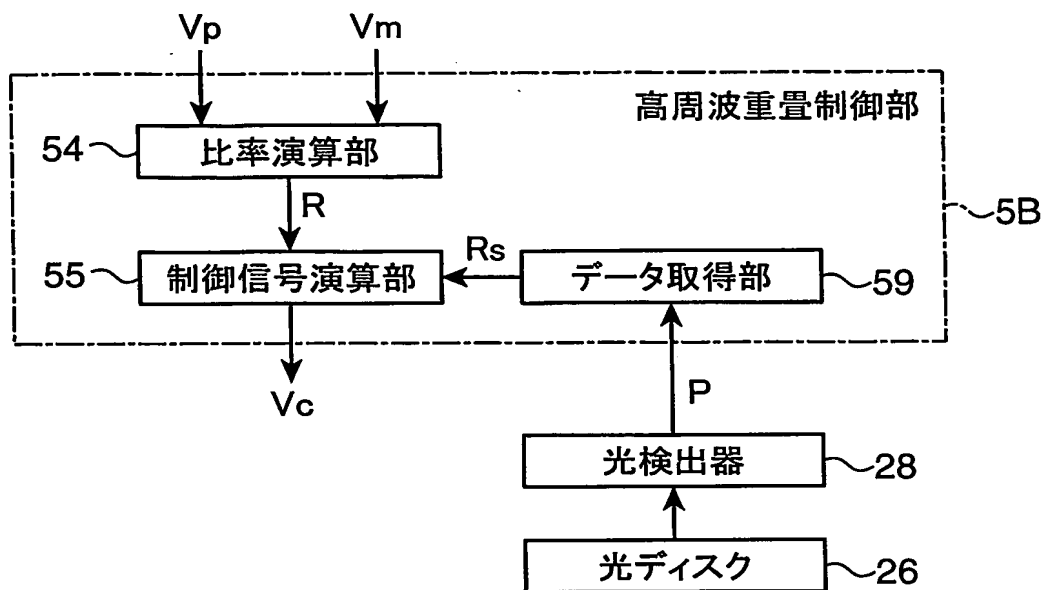 Vp Vm
高周波重畳制御部
54 比率演算部
R
5B
55 制御信号演算部 Rs データ取得部 59
Vc
P
光検出器 28
光ディスク 26